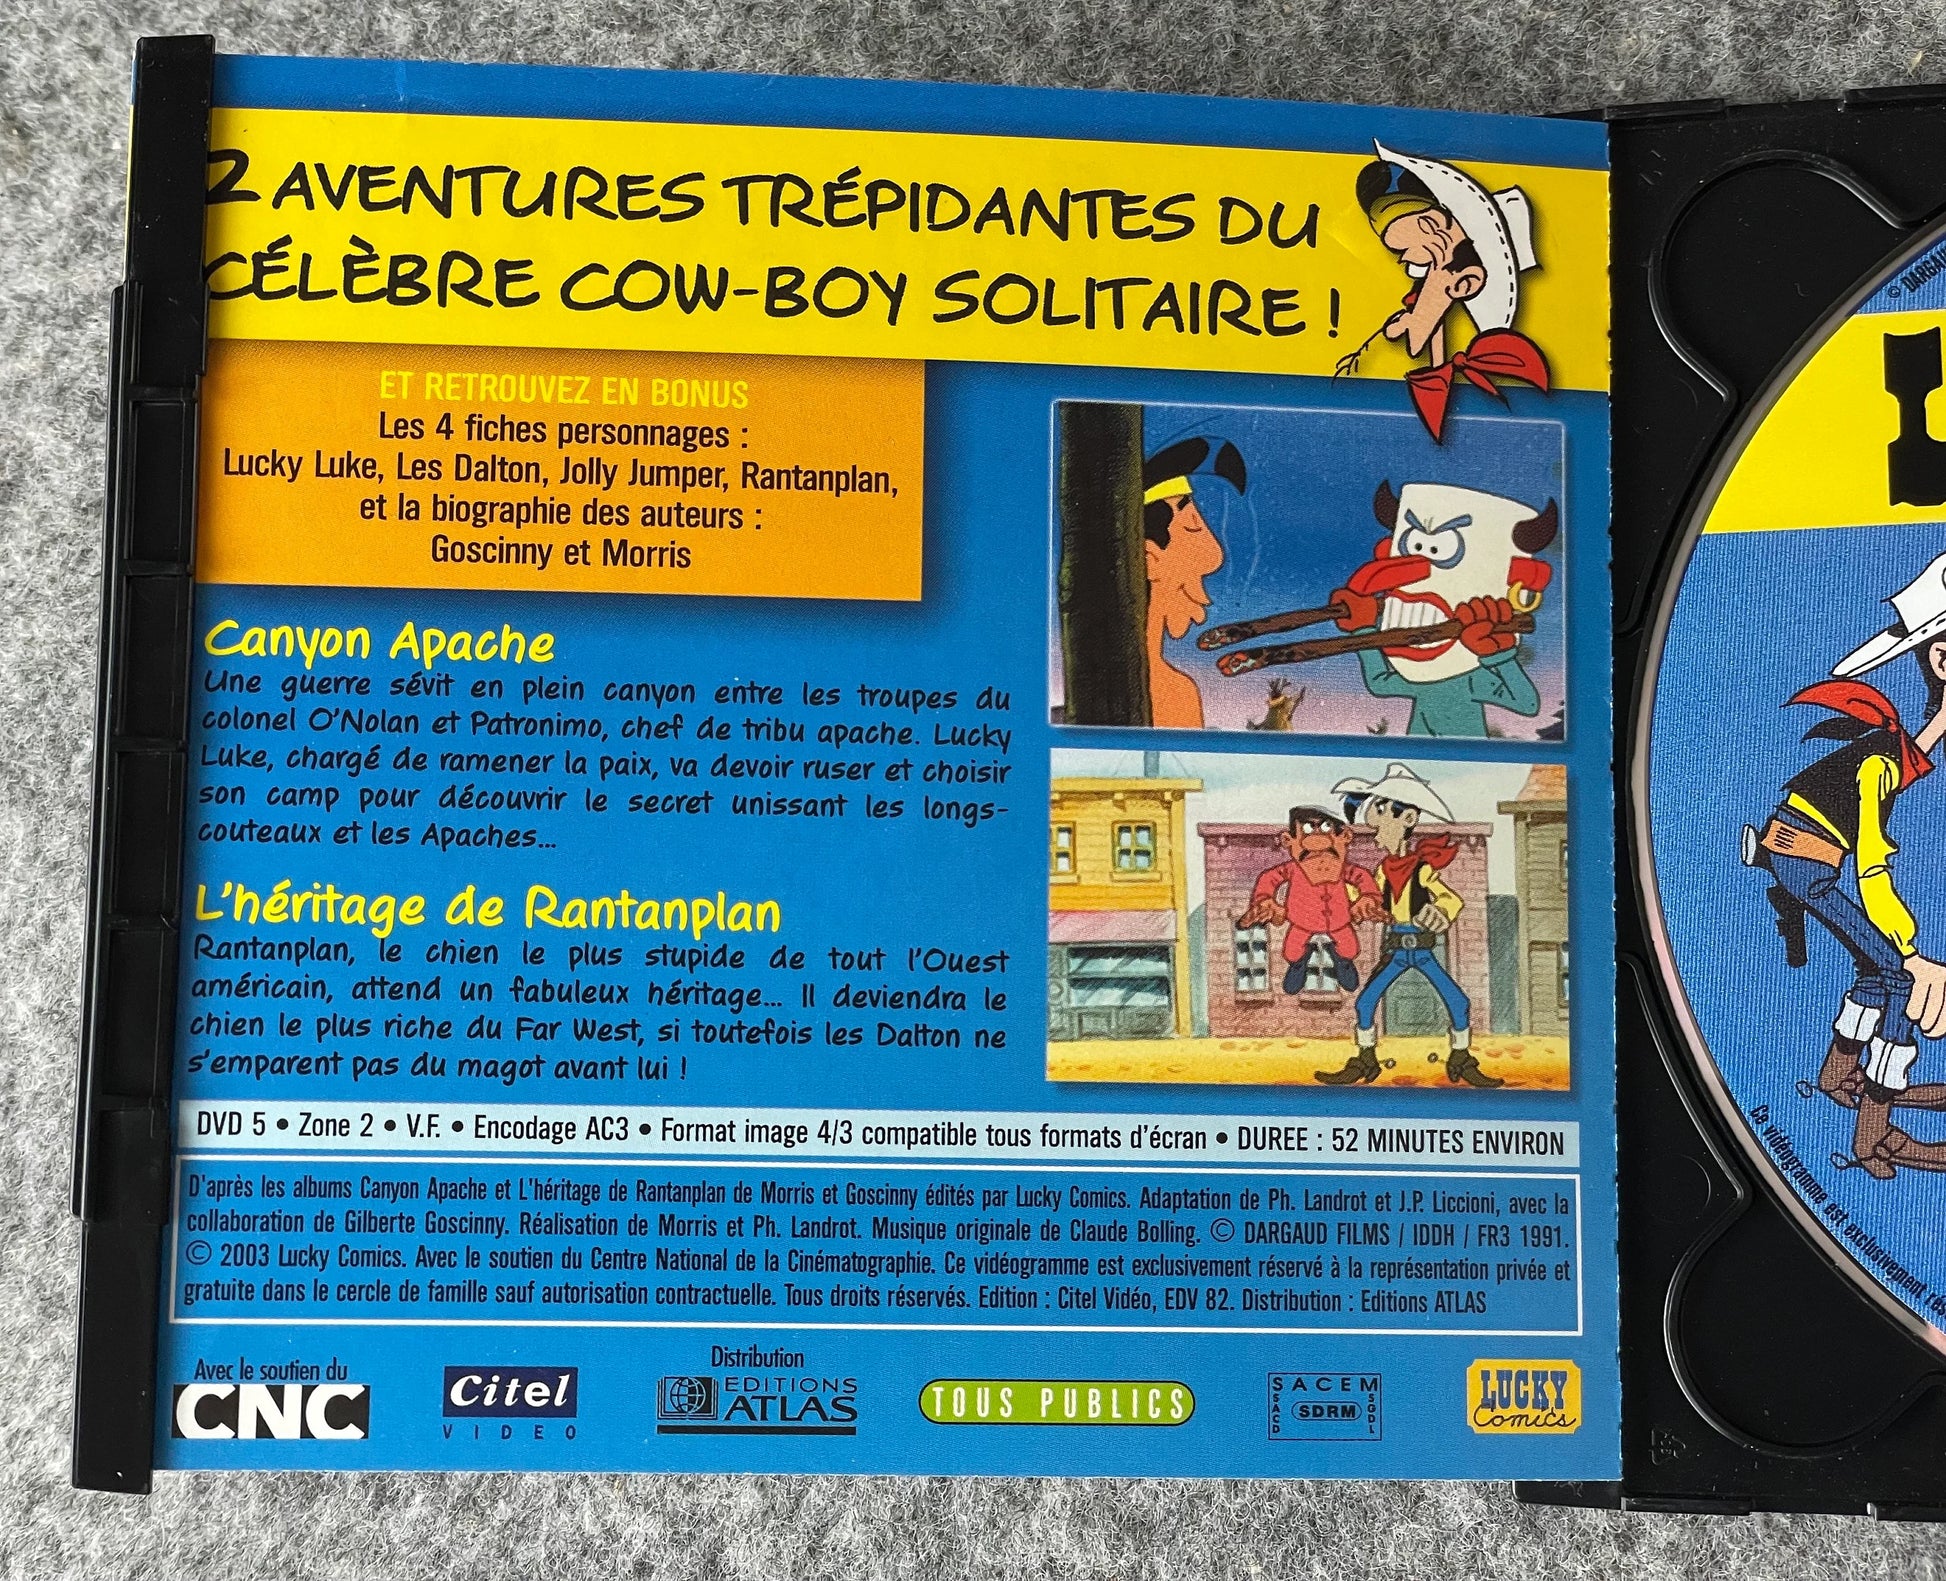 2 AVENTURES TRÉPIDANTES DU
CÉLÈBRE COW-BOY SOLITAIRE !
ET RETROUVEZ EN BONUS
Les 4 fiches personnages :
Lucky Luke, Les Dalton, Jolly Jumper, Rantanplan,
et la biographie des auteurs :
Goscinny et Morris
Canyon Apache
Une guerre sévit en plein canyon entre les troupes du
colonel O'Nolan et Patronimo, chef de tribu apache. Lucky
Luke, chargé de ramener la paix, va devoir ruser et choisir
son camp pour découvrir le secret unissant les longs-
couteaux et les Apaches...
L'héritage de Rantanplan
Rantanplan, le chien le plus stupide de tout l'Ouest
américain, attend un fabuleux héritage... Il deviendra le
chien le plus riche du Far West, si toutefois les Dalton ne
s'emparent pas du magot avant lui !
DVD 5 • Zone 2 • V.F. • Encodage AC3 • Format image 4/3 compatible tous formats d'écran • DUREE : 52 MINUTES ENVIRON
D'après les albums Canyon Apache et L'héritage de Rantanplan de Morris et Goscinny édités par Lucky Comics. Adaptation de Ph. Landrot et J.P. Liccioni, avec la
collaboration de Gilberte Goscinny. Réalisation de Morris et Ph. Landrot. Musique originale de Claude Bolling. © DARGAUD FILMS / IDDH / FR3 1991.
© 2003 Lucky Comics. Avec le soutien du Centre National de la Cinématographie. Ce vidéogramme est exclusivement réservé à la représentation privée et
gratuite dans le cercle de famille sauf autorisation contractuelle. Tous droits réservés. Edition : Citel Vidéo, EDV 82. Distribution : Editions ATLAS
Avec le soutien du
CNC
Citel
VIDEO
Distribution
EDITIONS
ATLAS
TOUS PUBLICS
SACEM
SACD
SDRM
SGDL
LUCKY
Comics
© DARGAUD
L
Ce vidéogramme est exclusivement